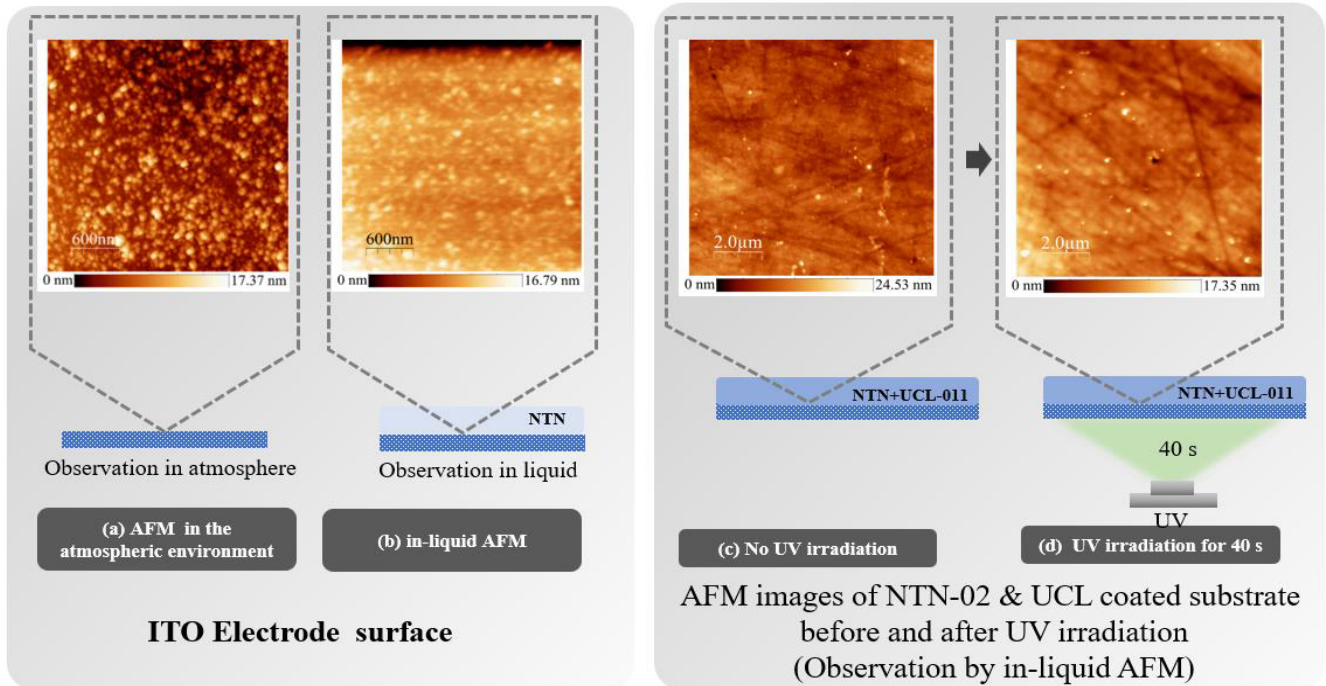 600nm
0 nm
17.37 nm
600nm
0 nm
16.79 nm
2.0µm
0 nm
24.53 nm
2.0µm
0 nm
17.35 nm
NTN
Observation in atmosphere
Observation in liquid
(a) AFM in the
atmospheric environment
(b) in-liquid AFM
ITO Electrode surface
NTN+UCL-011
NTN+UCL-011
40 s
UV
(c) No UV irradiation
(d) UV irradiation for 40 s
AFM images of NTN-02 & UCL coated substrate
before and after UV irradiation
(Observation by in-liquid AFM)